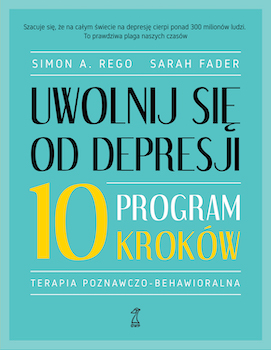 Szacuje się, że na całym świecie na depresję cierpi ponad 300 milionów ludzi.
To prawdziwa plaga naszych czasów
SIMON A. REGO SARAH FADER
UWOLNIJ SIĘ
OD DEPRESJI
10 PROGRAM
KROKÓW
TERAPIA POZNAWCZO-BEHAWIORALNA
GWP